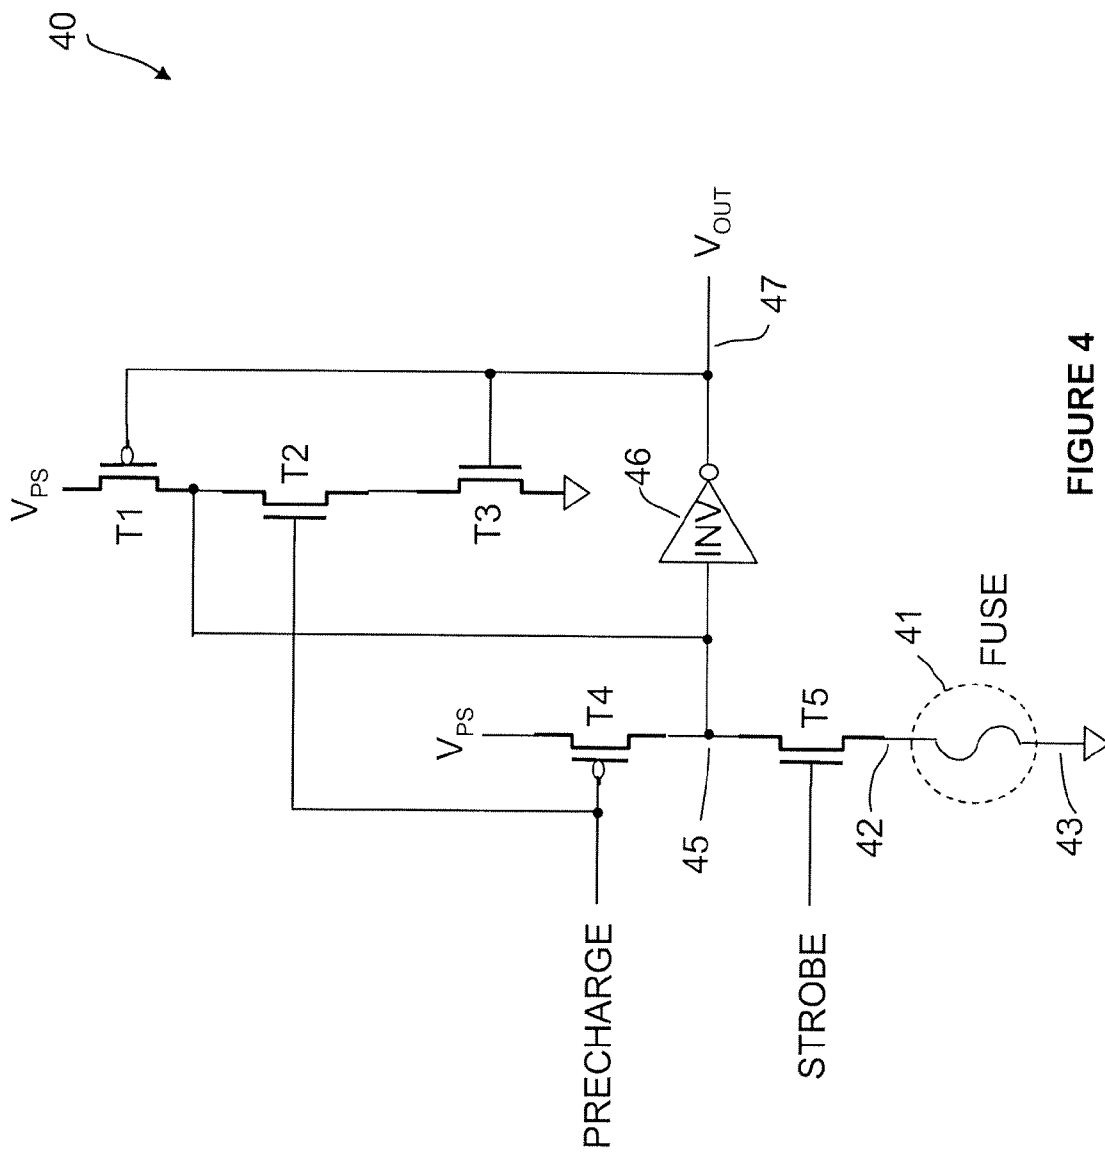 40
V_PS
T1
T2
T3
V_OUT
47
46
INV
V_PS
T4
45
T5
PRECHARGE
STROBE
42
41
FUSE
43
FIGURE 4